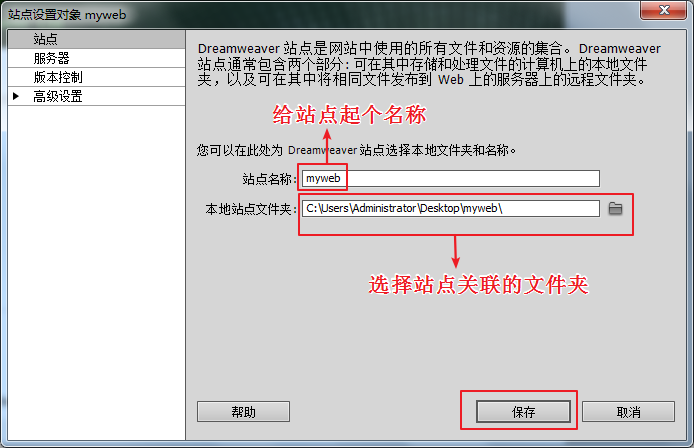 站点设置对象 myweb
站点
服务器
版本控制
高级设置
Dreamweaver 站点是网站中使用的所有文件和资源的集合。Dreamweaver
站点通常包含两个部分：可在其中存储和处理文件的计算机上的本地文件
夹，以及可在其中将相同文件发布到 Web 上的服务器上的远程文件夹。
给站点起个名称
您可以在此处为 Dreamweaver 站点选择本地文件夹和名称。
站点名称: myweb
本地站点文件夹: C:\Users\Administrator\Desktop\myweb\
选择站点关联的文件夹
帮助 保存 取消